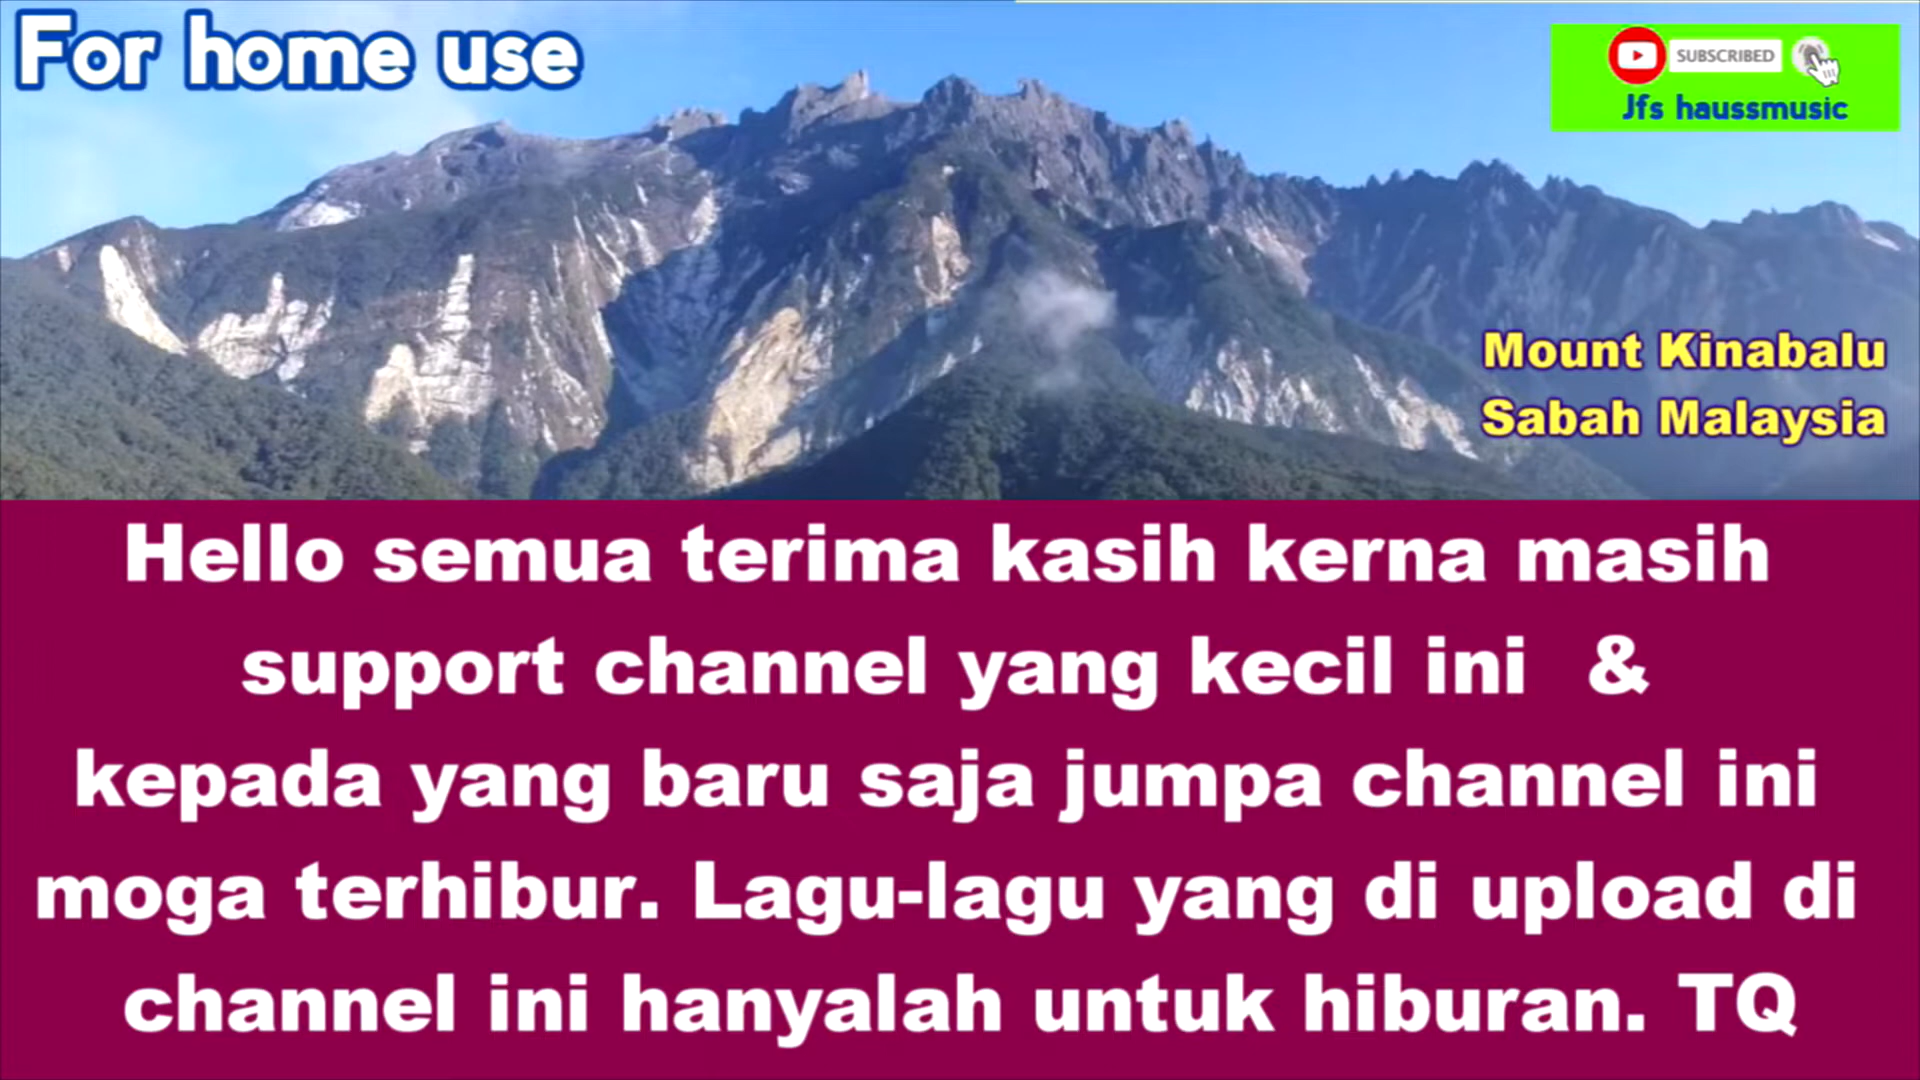 For home use
SUBSCRIBED
Jfs haussmusic
Mount Kinabalu
Sabah Malaysia
Hello semua terima kasih kerna masih
support channel yang kecil ini &
kepada yang baru saja jumpa channel ini
moga terhibur. Lagu-lagu yang di upload di
channel ini hanyalah untuk hiburan. TQ